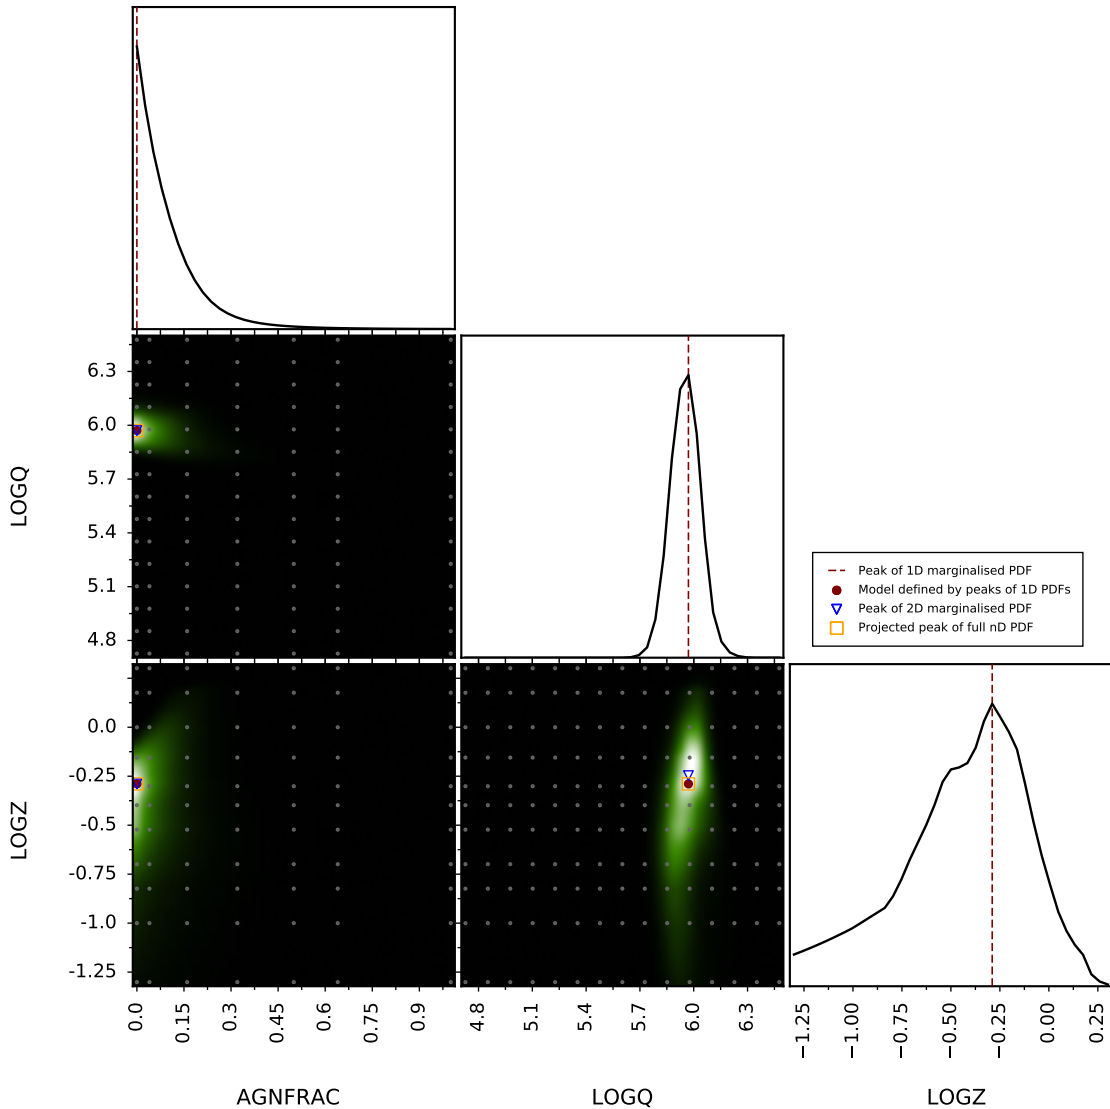 6.3
6.0
5.7
5.4
5.1
4.8
LOGQ
Peak of 1D marginalised PDF
Model defined by peaks of 1D PDFs
Peak of 2D marginalised PDF
Projected peak of full nD PDF
0.0
-0.25
-0.5
-0.75
-1.0
-1.25
LOGZ
0.0 0.15 0.3 0.45 0.6 0.75 0.9
4.8 5.1 5.4 5.7 6.0 6.3
−1.25 −1.00 −0.75 −0.50 −0.25 0.00 0.25
AGNFRAC LOGQ LOGZ